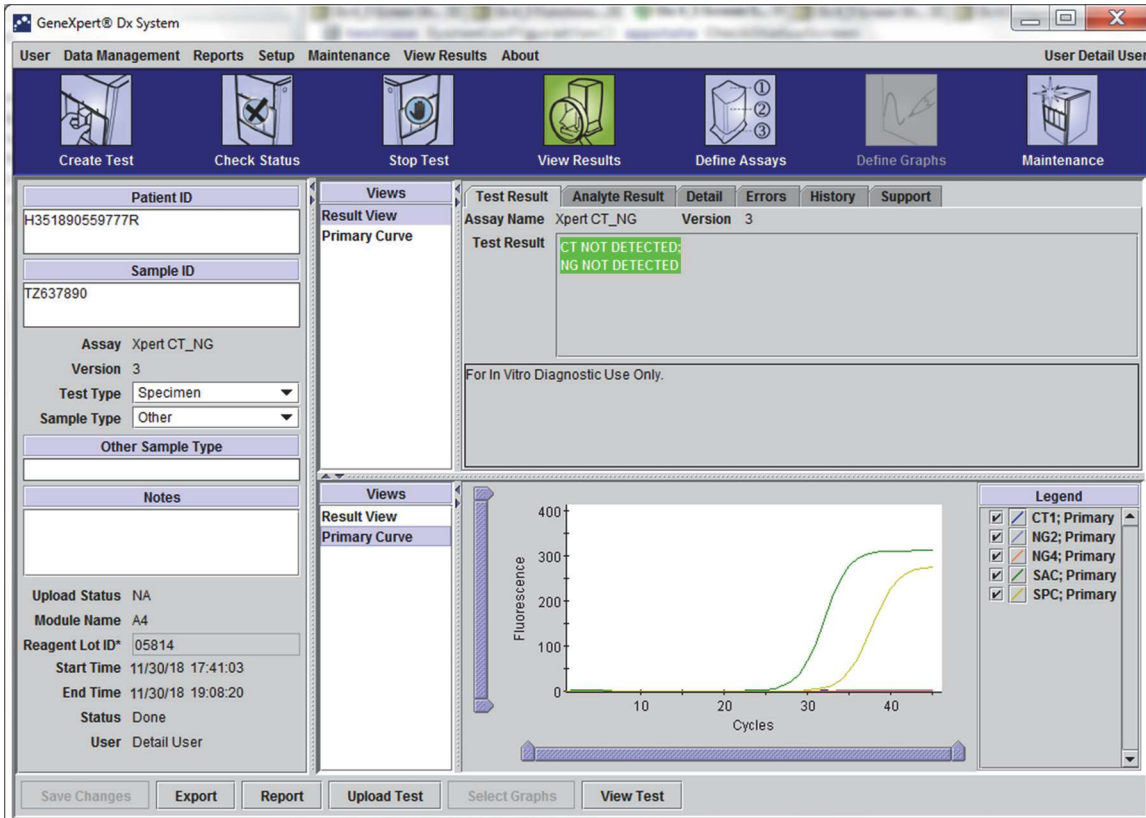 GeneXpert® Dx System
User Data Management Reports Setup Maintenance View Results About
User Detail User
Create Test
Check Status
Stop Test
View Results
① ② ③
Define Assays
Define Graphs
Maintenance
Patient ID
H351890559777R
Sample ID
TZ637890
Assay Xpert CT_NG
Version 3
Test Type Specimen
Sample Type Other
Other Sample Type
Notes
Upload Status NA
Module Name A4
Reagent Lot ID* 05814
Start Time 11/30/18 17:41:03
End Time 11/30/18 19:08:20
Status Done
User Detail User
Views
Result View
Primary Curve
Test Result Analyte Result Detail Errors History Support
Assay Name Xpert CT_NG Version 3
Test Result CT NOT DETECTED;
NG NOT DETECTED
For In Vitro Diagnostic Use Only.
Views
Result View
Primary Curve
400
300
200
100
0
Fluorescence
10 20 30 40
Cycles
Legend
CT1; Primary
NG2; Primary
NG4; Primary
SAC; Primary
SPC; Primary
Save Changes Export Report Upload Test Select Graphs View Test